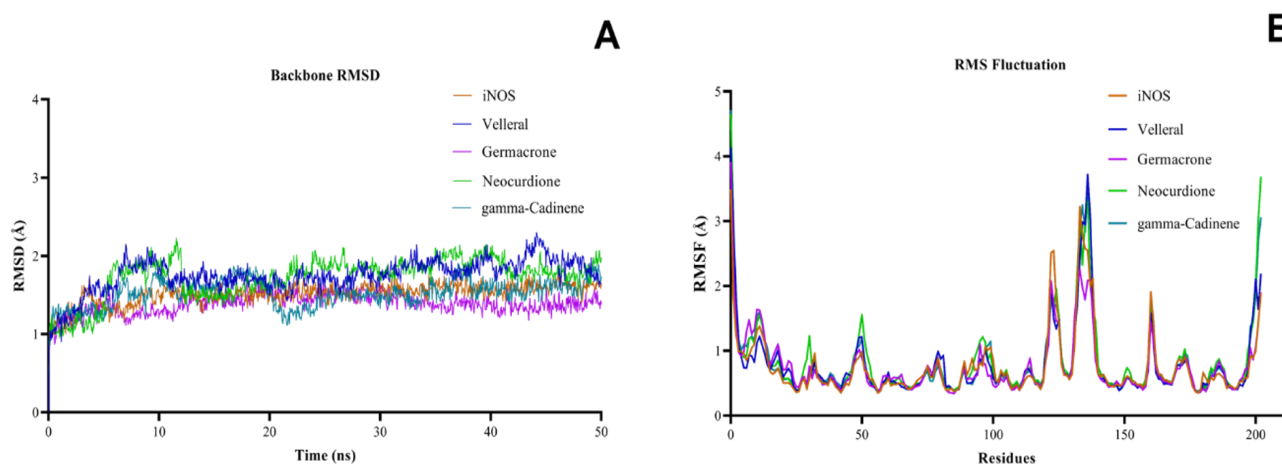 A
Backbone RMSD
iNOS
Velleral
Germacrone
Neocurdione
gamma-Cadinene
4
3
2
1
0
RMSD (Å)
0 10 20 30 40 50
Time (ns)
RMS Fluctuation
iNOS
Velleral
Germacrone
Neocurdione
gamma-Cadinene
5
4
3
2
1
0
RMSF (Å)
0 50 100 150 200
Residues